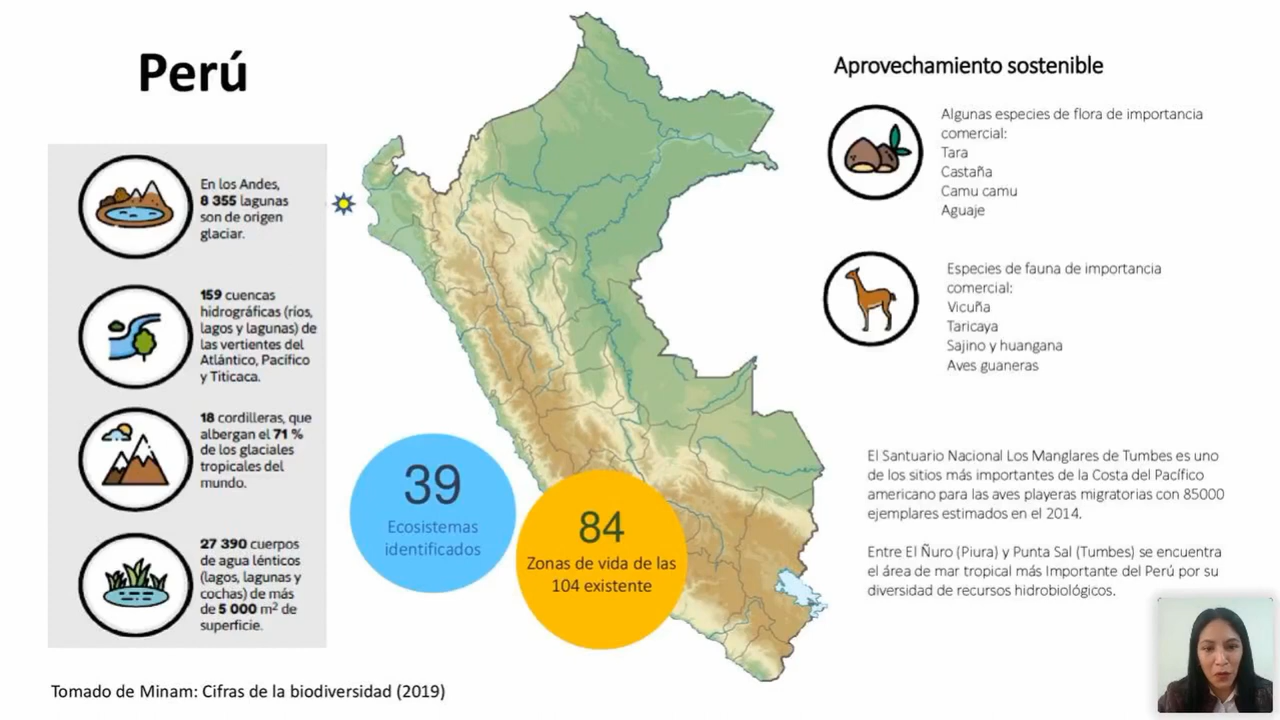 Perú
En los Andes,
8 355 lagunas
son de origen
glaciar.
159 cuencas
hidrográficas (ríos,
lagos y lagunas) de
las vertientes del
Atlántico, Pacífico
y Titicaca.
18 cordilleras, que
albergan el 71 %
de los glaciales
tropicales del
mundo.
27 390 cuerpos
de agua lénticos
(lagos, lagunas y
cochas) de más
de 5 000 m² de
superficie.
Tomado de Minam: Cifras de la biodiversidad (2019)
39
Ecosistemas
identificados
84
Zonas de vida de las
104 existente
Aprovechamiento sostenible
Algunas especies de flora de importancia
comercial:
Tara
Castaña
Camu camu
Aguaje
Especies de fauna de importancia
comercial:
Vicuña
Taricaya
Sajino y huangana
Aves guaneras
El Santuario Nacional Los Manglares de Tumbes es uno
de los sitios más importantes de la Costa del Pacífico
americano para las aves playeras migratorias con 85000
ejemplares estimados en el 2014.
Entre El Ñuro (Piura) y Punta Sal (Tumbes) se encuentra
el área de mar tropical más Importante del Perú por su
diversidad de recursos hidrobiológicos.